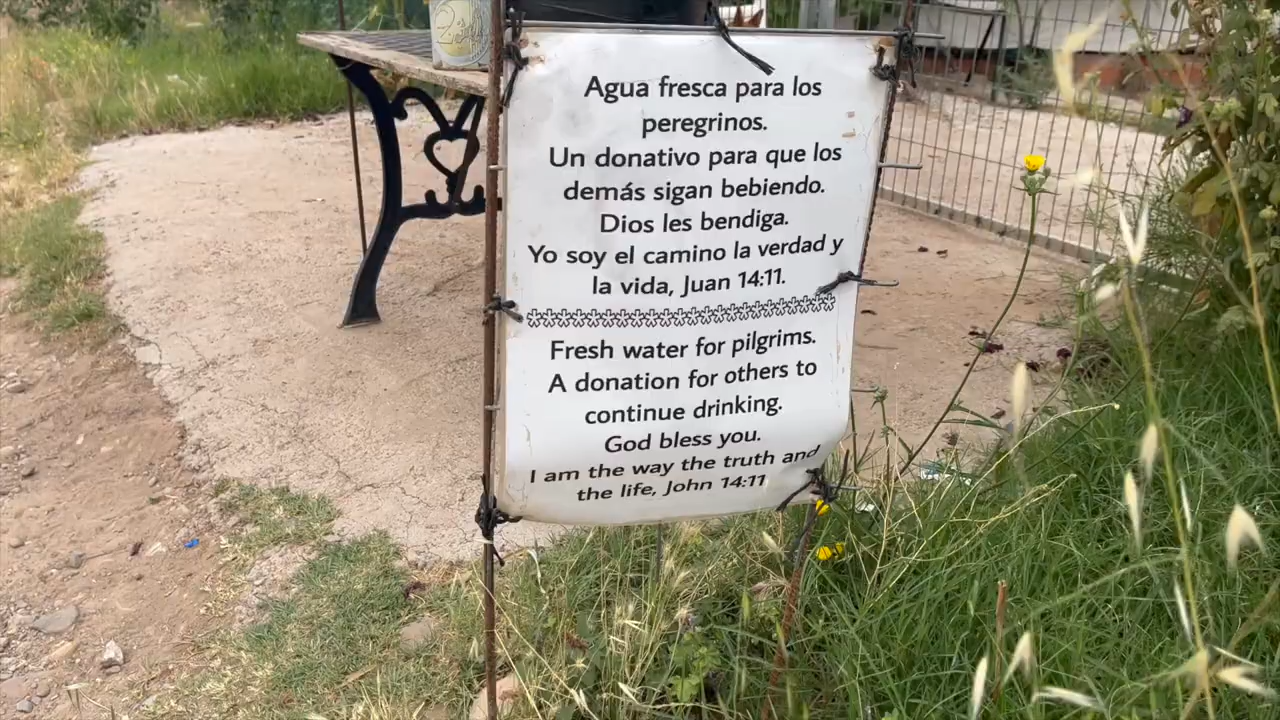 Agua fresca para los
peregrinos.
Un donativo para que los
demás sigan bebiendo.
Dios les bendiga.
Yo soy el camino la verdad y
la vida, Juan 14:11.
Fresh water for pilgrims.
A donation for others to
continue drinking.
God bless you.
I am the way the truth and
the life, John 14:11